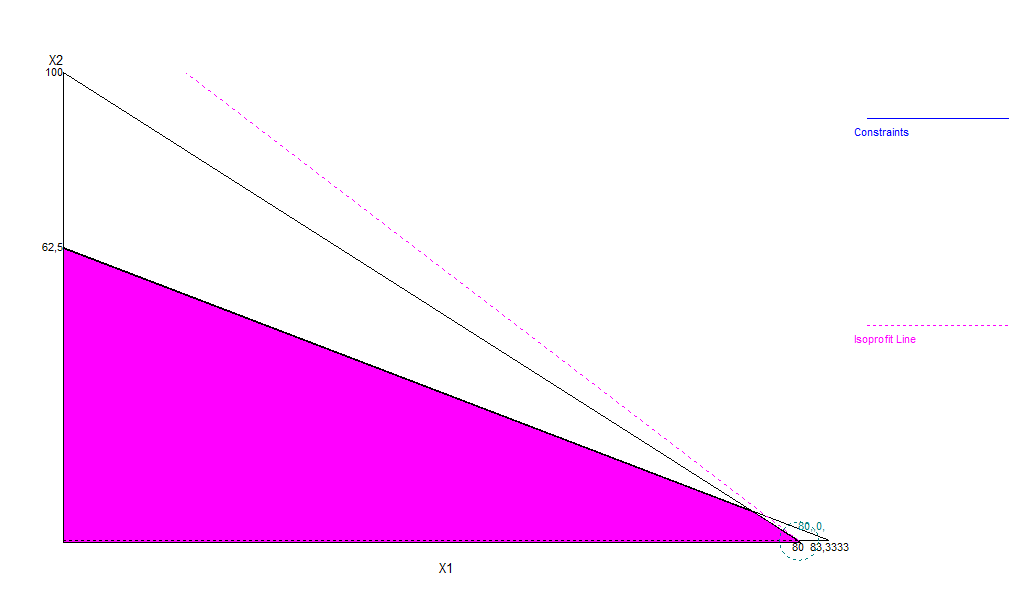 X2
100
Constraints
62,5
Isoprofit Line
80, 0,
80 83,3333
X1